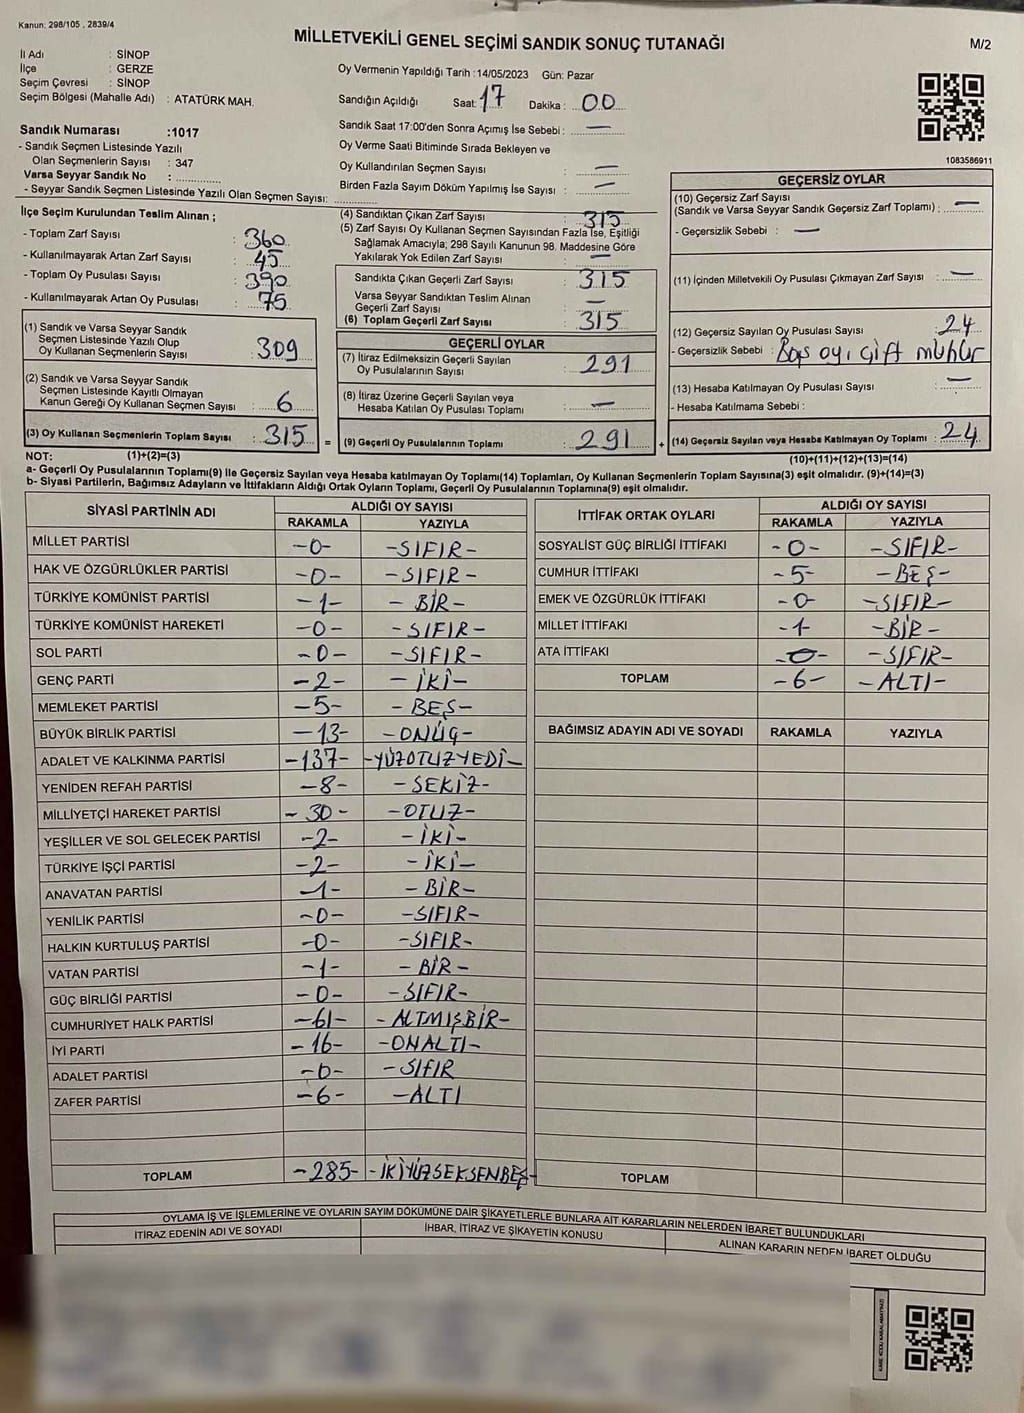 Kanun: 298/105 , 2839/4
MİLLETVEKİLİ GENEL SEÇİMİ SANDIK SONUÇ TUTANAĞI
M/2
İl Adı : SİNOP
İlçe : GERZE
Seçim Çevresi : SİNOP
Seçim Bölgesi (Mahalle Adı) : ATATÜRK MAH.
Oy Vermenin Yapıldığı Tarih :14/05/2023 Gün: Pazar
Sandığın Açıldığı Saat: 17 Dakika : 00
Sandık Saat 17:00'den Sonra Açımış İse Sebebi : —
Oy Verme Saati Bitiminde Sırada Bekleyen ve
Oy Kullandırılan Seçmen Sayısı : —
Birden Fazla Sayım Döküm Yapılmış İse Sayısı : —
1083586911
Sandık Numarası :1017
- Sandık Seçmen Listesinde Yazılı
Olan Seçmenlerin Sayısı : 347
Varsa Seyyar Sandık No : ..............
- Seyyar Sandık Seçmen Listesinde Yazılı Olan Seçmen Sayısı: ..............
İlçe Seçim Kurulundan Teslim Alınan ;
- Toplam Zarf Sayısı : 360
- Kullanılmayarak Artan Zarf Sayısı : 45
- Toplam Oy Pusulası Sayısı : 390
- Kullanılmayarak Artan Oy Pusulası : 75
(1) Sandık ve Varsa Seyyar Sandık
Seçmen Listesinde Yazılı Olup
Oy Kullanan Seçmenlerin Sayısı : 309
(2) Sandık ve Varsa Seyyar Sandık
Seçmen Listesinde Kayıtlı Olmayan
Kanun Gereği Oy Kullanan Seçmen Sayısı : 6
(3) Oy Kullanan Seçmenlerin Toplam Sayısı : 315
(4) Sandıktan Çıkan Zarf Sayısı : 315
(5) Zarf Sayısı Oy Kullanan Seçmen Sayısından Fazla İse, Eşitliği
Sağlamak Amacıyla; 298 Sayılı Kanunun 98. Maddesine Göre
Yakılarak Yok Edilen Zarf Sayısı : —
Sandıkta Çıkan Geçerli Zarf Sayısı : 315
Varsa Seyyar Sandıktan Teslim Alınan
Geçerli Zarf Sayısı : —
(6) Toplam Geçerli Zarf Sayısı : 315
GEÇERLİ OYLAR
(7) İtiraz Edilmeksizin Geçerli Sayılan
Oy Pusulalarının Sayısı : 291
(8) İtiraz Üzerine Geçerli Sayılan veya
Hesaba Katılan Oy Pusulası Toplamı : —
= (9) Geçerli Oy Pusulalarının Toplamı : 291
GEÇERSİZ OYLAR
(10) Geçersiz Zarf Sayısı
(Sandık ve Varsa Seyyar Sandık Geçersiz Zarf Toplamı) : —
- Geçersizlik Sebebi : —
(11) İçinden Milletvekili Oy Pusulası Çıkmayan Zarf Sayısı : —
(12) Geçersiz Sayılan Oy Pusulası Sayısı : 24
- Geçersizlik Sebebi : Boş oyı çift mühür
(13) Hesaba Katılmayan Oy Pusulası Sayısı : —
- Hesaba Katılmama Sebebi :
+ (14) Geçersiz Sayılan veya Hesaba Katılmayan Oy Toplamı : 24
NOT: (1)+(2)=(3)
(10)+(11)+(12)+(13)=(14)
a- Geçerli Oy Pusulalarının Toplamı(9) ile Geçersiz Sayılan veya Hesaba katılmayan Oy Toplamı(14) Toplamları, Oy Kullanan Seçmenlerin Toplam Sayısına(3) eşit olmalıdır. (9)+(14)=(3)
b- Siyasi Partilerin, Bağımsız Adayların ve İttifakların Aldığı Ortak Oyların Toplamı, Geçerli Oy Pusulalarının Toplamına(9) eşit olmalıdır.
SİYASİ PARTİNİN ADI ALDIĞI OY SAYISI
RAKAMLA YAZIYLA
MİLLET PARTİSİ -0- -SIFIR-
HAK VE ÖZGÜRLÜKLER PARTİSİ -0- -SIFIR-
TÜRKİYE KOMÜNİST PARTİSİ -1- -BİR-
TÜRKİYE KOMÜNİST HAREKETİ -0- -SIFIR-
SOL PARTİ -0- -SIFIR-
GENÇ PARTİ -2- -İKİ-
MEMLEKET PARTİSİ -5- -BEŞ-
BÜYÜK BİRLİK PARTİSİ -13- -ONÜÇ-
ADALET VE KALKINMA PARTİSİ -137- -YÜZOTUZYEDİ-
YENİDEN REFAH PARTİSİ -8- -SEKİZ-
MİLLİYETÇİ HAREKET PARTİSİ -30- -OTUZ-
YEŞİLLER VE SOL GELECEK PARTİSİ -2- -İKİ-
TÜRKİYE İŞÇİ PARTİSİ -2- -İKİ-
ANAVATAN PARTİSİ -1- -BİR-
YENİLİK PARTİSİ -0- -SIFIR-
HALKIN KURTULUŞ PARTİSİ -0- -SIFIR-
VATAN PARTİSİ -1- -BİR-
GÜÇ BİRLİĞİ PARTİSİ -0- -SIFIR-
CUMHURİYET HALK PARTİSİ -61- -ALTMIŞBİR-
İYİ PARTİ -16- -ONALTI-
ADALET PARTİSİ -0- -SIFIR
ZAFER PARTİSİ -6- -ALTI
TOPLAM -285- -İKİYÜZSEKSENBEŞ-
İTTİFAK ORTAK OYLARI ALDIĞI OY SAYISI
RAKAMLA YAZIYLA
SOSYALİST GÜÇ BİRLİĞİ İTTİFAKI -0- -SIFIR-
CUMHUR İTTİFAKI -5- -BEŞ-
EMEK VE ÖZGÜRLÜK İTTİFAKI -0- -SIFIR-
MİLLET İTTİFAKI -1- -BİR-
ATA İTTİFAKI -0- -SIFIR-
TOPLAM -6- -ALTI-
BAĞIMSIZ ADAYIN ADI VE SOYADI RAKAMLA YAZIYLA
TOPLAM
OYLAMA İŞ VE İŞLEMLERİNE VE OYLARIN SAYIM DÖKÜMÜNE DAİR ŞİKAYETLERLE BUNLARA AİT KARARLARIN NELERDEN İBARET BULUNDUKLARI
İTİRAZ EDENİN ADI VE SOYADI İHBAR, İTİRAZ VE ŞİKAYETİN KONUSU ALINAN KARARIN NEDEN İBARET OLDUĞU